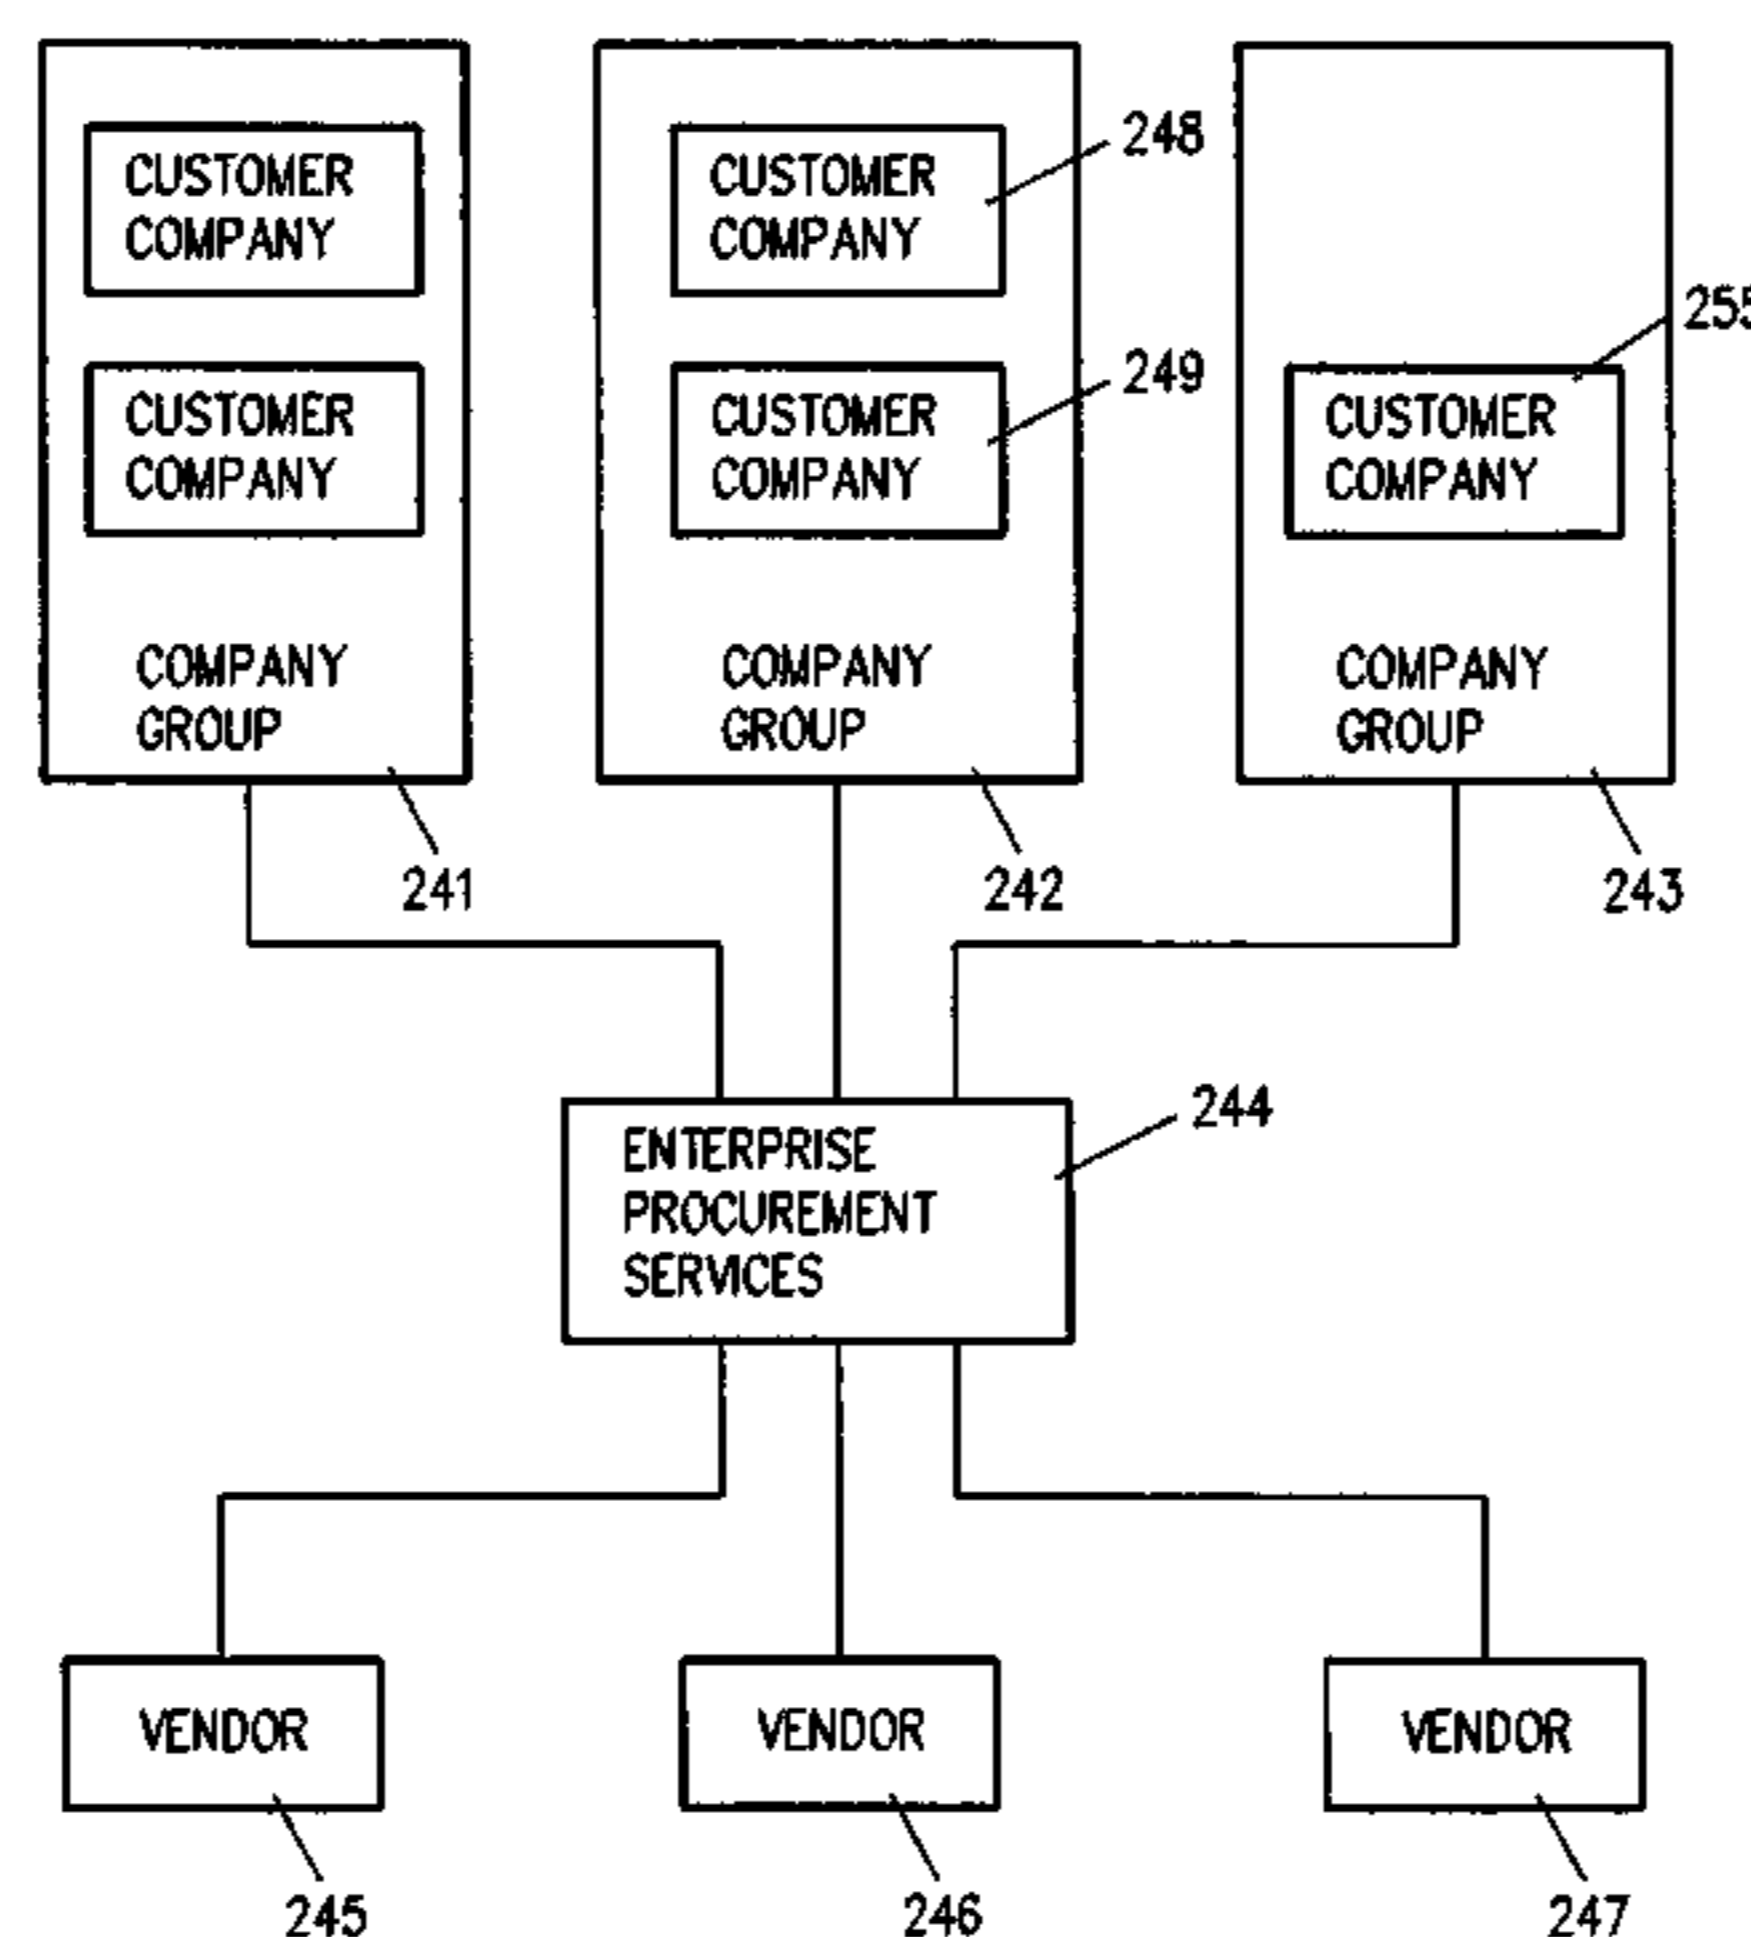 CUSTOMER
COMPANY
CUSTOMER
COMPANY
COMPANY
GROUP
241
CUSTOMER
COMPANY
248
CUSTOMER
COMPANY
249
COMPANY
GROUP
242
255
CUSTOMER
COMPANY
COMPANY
GROUP
243
ENTERPRISE
PROCUREMENT
SERVICES
244
VENDOR
245
VENDOR
246
VENDOR
247